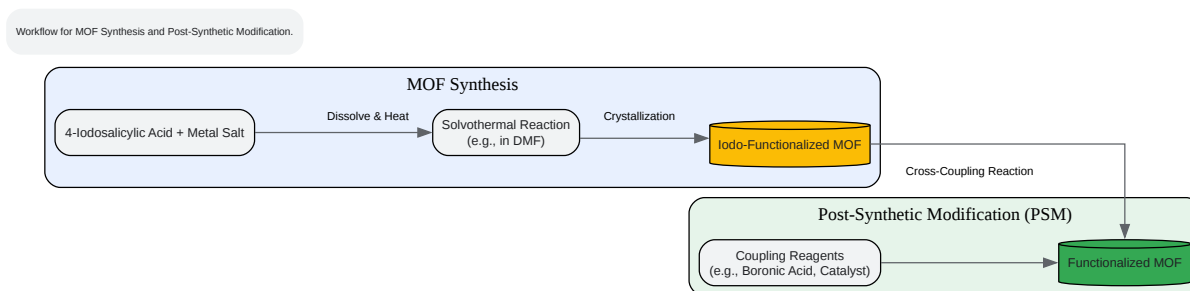 Workflow for MOF Synthesis and Post-Synthetic Modification.
MOF Synthesis
4-Iodosalicylic Acid + Metal Salt
Dissolve & Heat
Solvothermal Reaction
(e.g., in DMF)
Crystallization
Iodo-Functionalized MOF
Cross-Coupling Reaction
Post-Synthetic Modification (PSM)
Coupling Reagents
(e.g., Boronic Acid, Catalyst)
Functionalized MOF